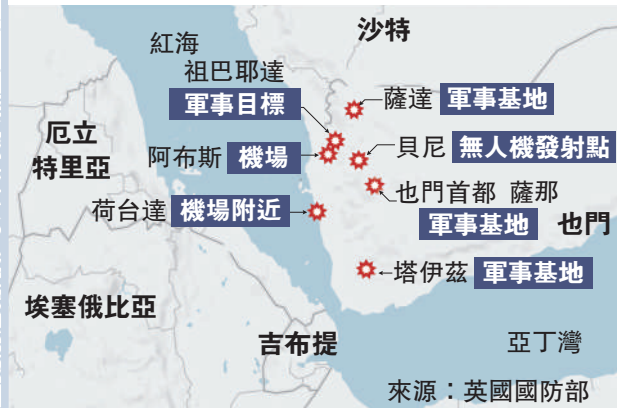 沙特
紅海
祖巴耶達
軍事目標
薩達 軍事基地
厄立
特里亞
阿布斯 機場
貝尼 無人機發射點
也門首都 薩那
軍事基地
也門
荷台達 機場附近
塔伊茲 軍事基地
埃塞俄比亞
吉布提
亞丁灣
來源：英國國防部